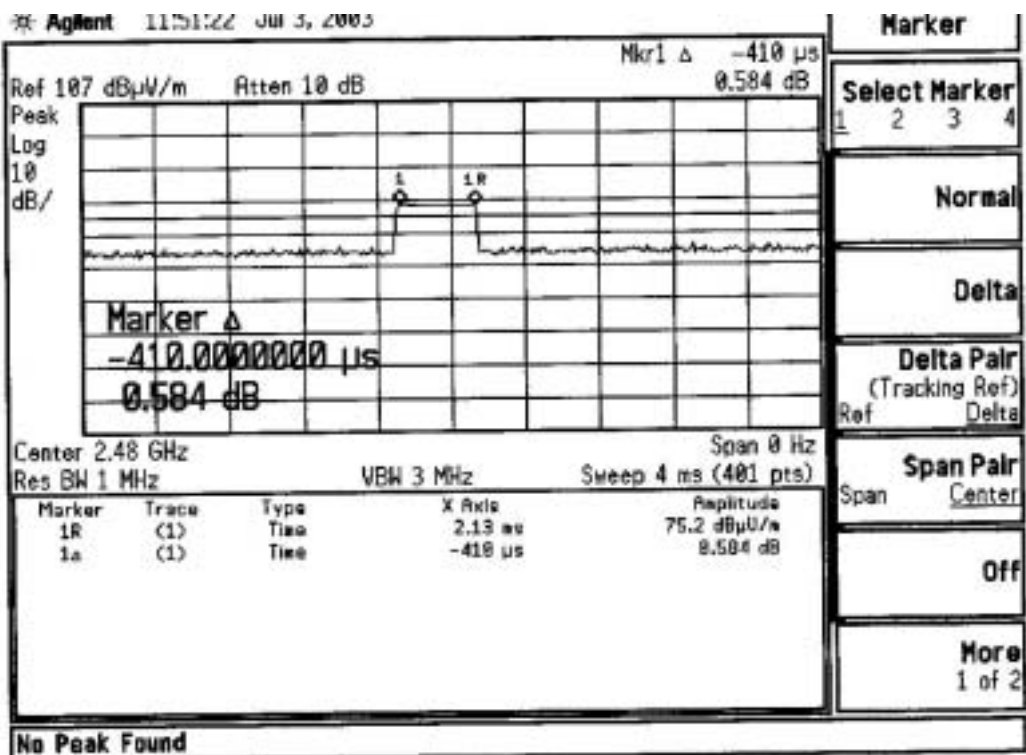 Agilent 11:51:22 Jul 3, 2003
Mkr1 Δ -410 µs
0.584 dB
Ref 107 dBµV/m Atten 10 dB
Peak
Log
10
dB/
1 1R
Marker Δ
-410.0000000 µs
0.584 dB
Center 2.48 GHz
Span 0 Hz
Res BW 1 MHz VBW 3 MHz Sweep 4 ms (401 pts)
Marker Trace Type X Axis Amplitude
1R (1) Time 2.13 ms 75.2 dBµV/m
1Δ (1) Time -410 µs 0.584 dB
No Peak Found
Marker
Select Marker
1 2 3 4
Normal
Delta
Delta Pair
(Tracking Ref)
Ref Delta
Span Pair
Span Center
Off
More
1 of 2